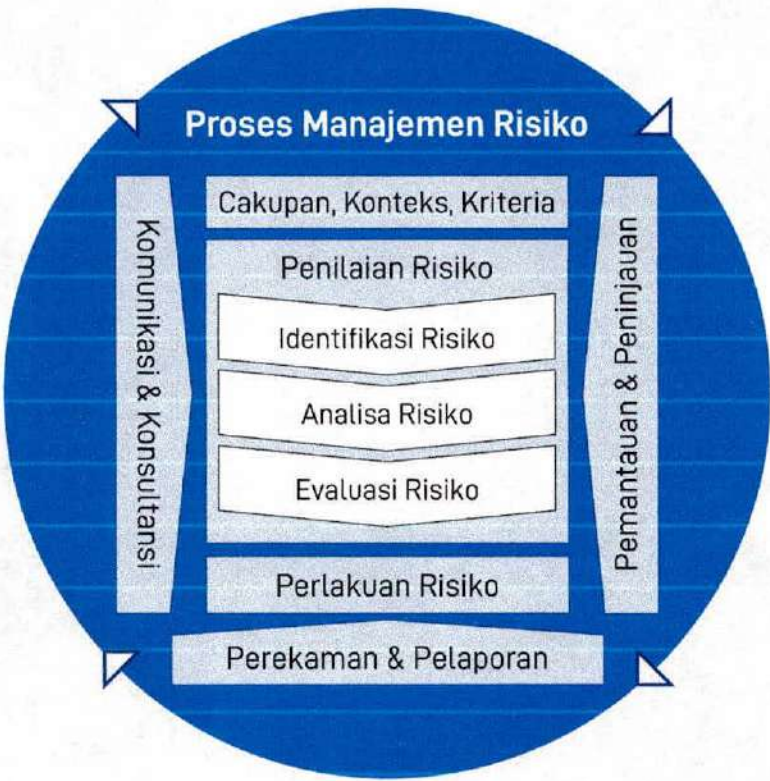 Proses Manajemen Risiko
Komunikasi & Konsultansi
Cakupan, Konteks, Kriteria
Penilaian Risiko
Identifikasi Risiko
Analisa Risiko
Evaluasi Risiko
Perlakuan Risiko
Pemantauan & Peninjauan
Perekaman & Pelaporan